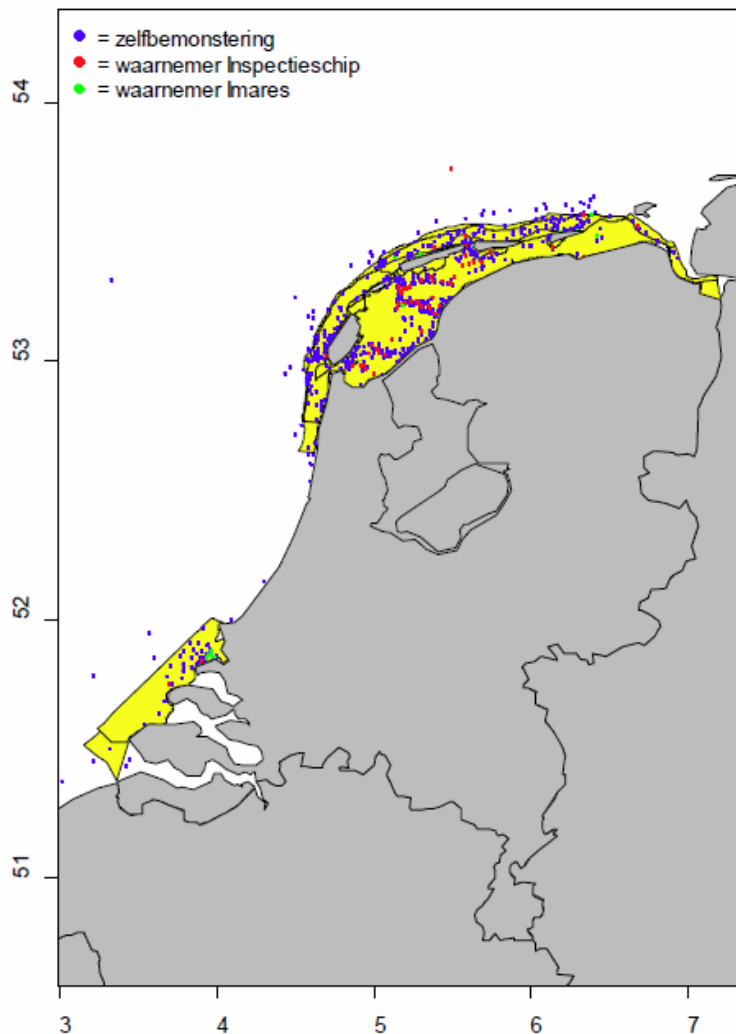 = zelfbemonstering
= waarnemer Inspectieschip
= waarnemer Imares
54
53
52
51
3 4 5 6 7